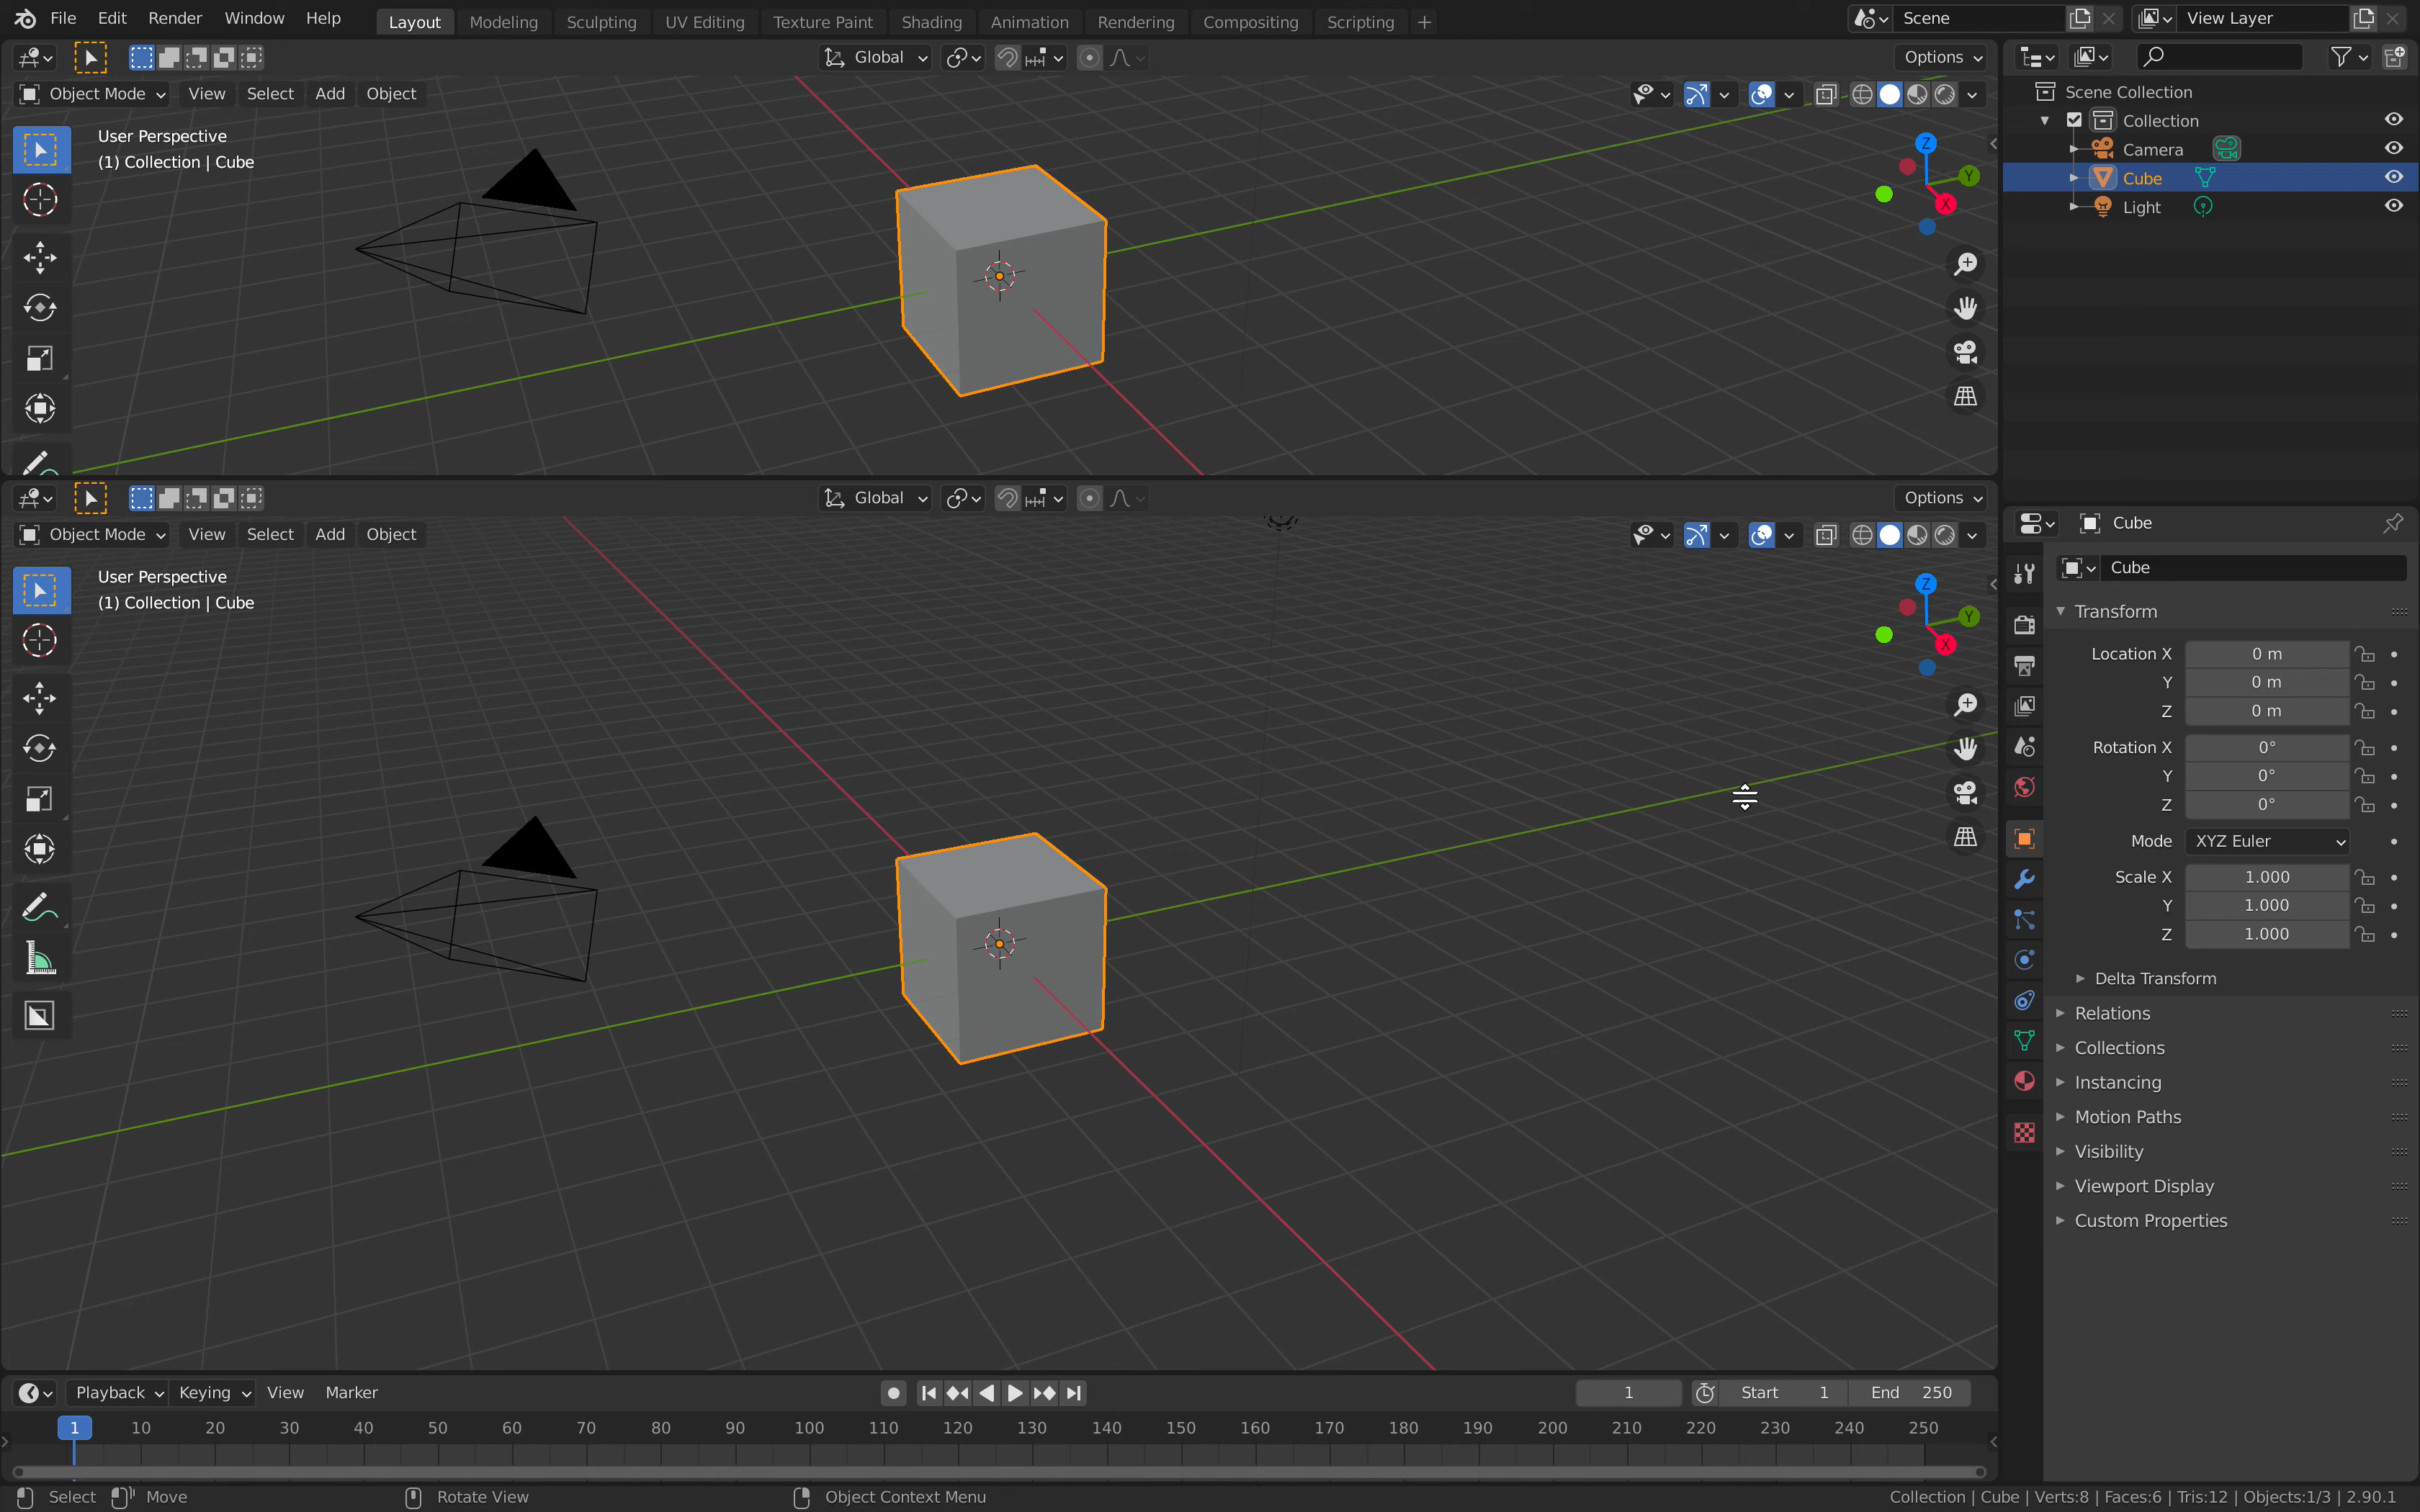 File Edit Render Window Help Layout Modeling Sculpting UV Editing Texture Paint Shading Animation Rendering Compositing Scripting + Scene View Layer
Global Options
Object Mode View Select Add Object
User Perspective
(1) Collection | Cube
Z
Y
X
Scene Collection
Collection
Camera
Cube
Light
Global Options
Object Mode View Select Add Object
User Perspective
(1) Collection | Cube
Z
Y
X
Cube
Cube
Transform
Location X 0 m
Y 0 m
Z 0 m
Rotation X 0°
Y 0°
Z 0°
Mode XYZ Euler
Scale X 1.000
Y 1.000
Z 1.000
Delta Transform
Relations
Collections
Instancing
Motion Paths
Visibility
Viewport Display
Custom Properties
Playback Keying View Marker 1 Start 1 End 250
1 10 20 30 40 50 60 70 80 90 100 110 120 130 140 150 160 170 180 190 200 210 220 230 240 250
Select Move Rotate View Object Context Menu Collection | Cube | Verts:8 | Faces:6 | Tris:12 | Objects:1/3 | 2.90.1